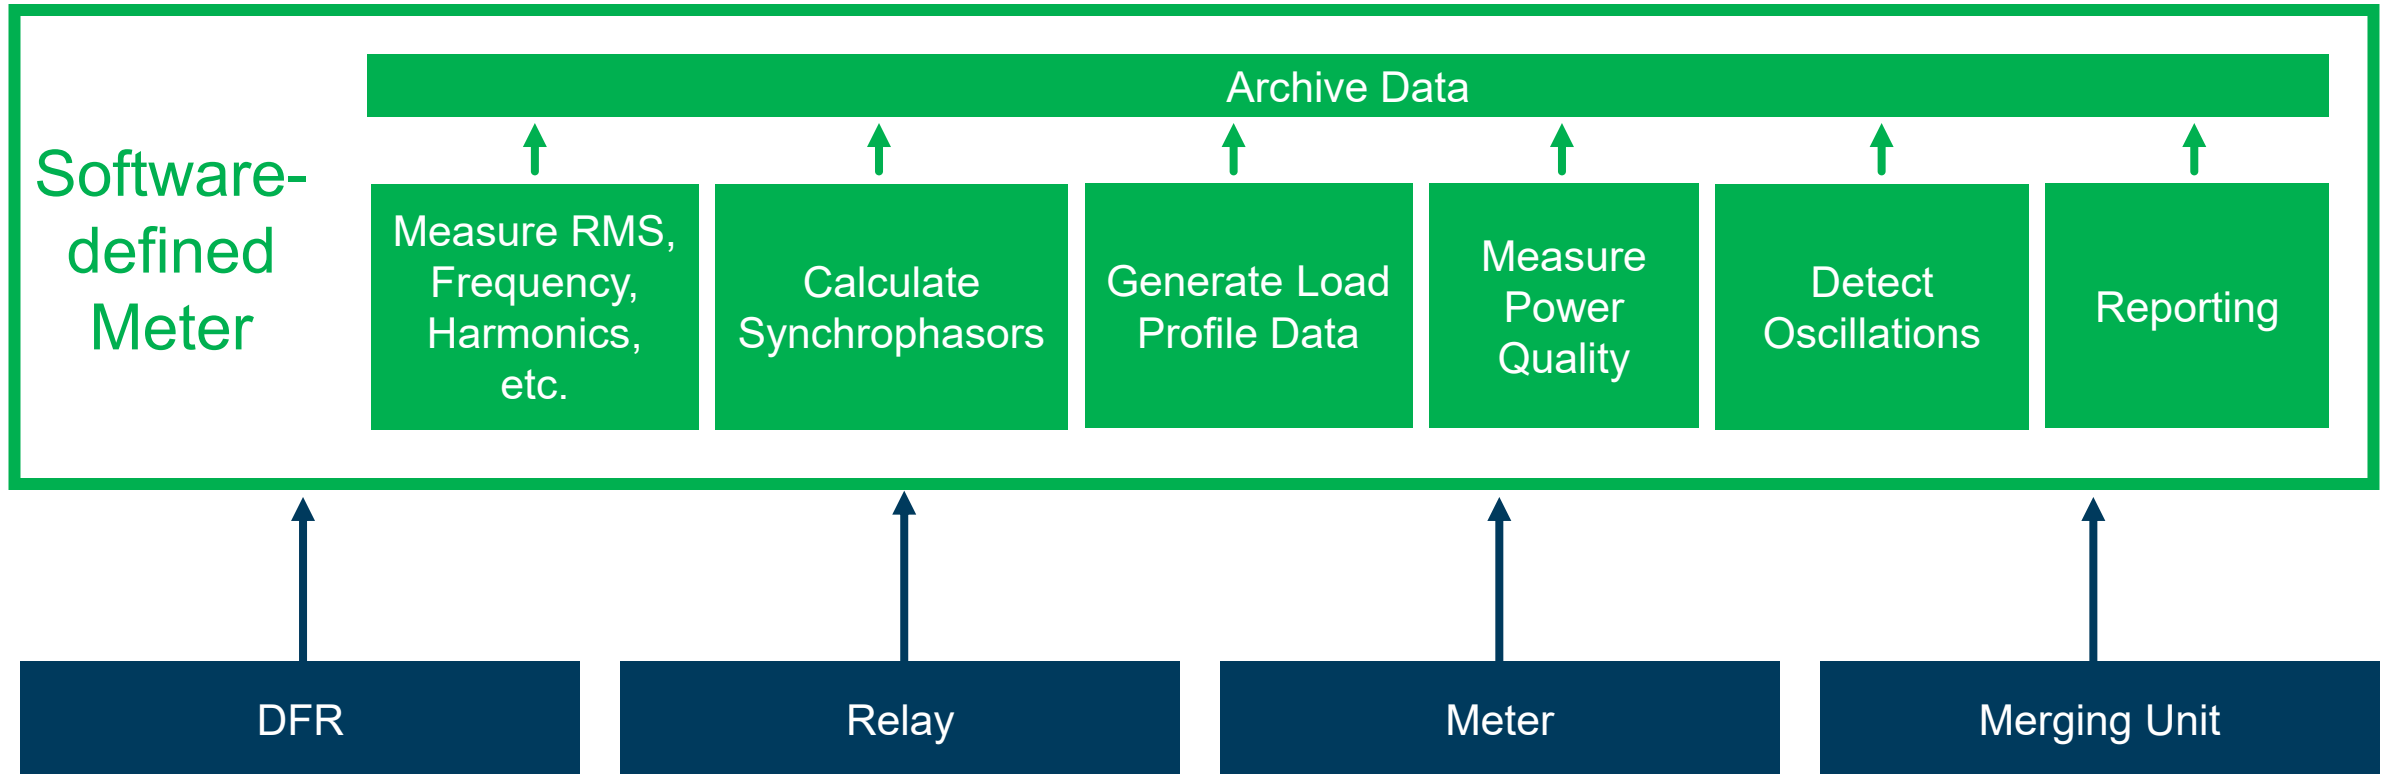 Archive Data
Software-
defined
Meter
Measure RMS,
Frequency,
Harmonics,
etc.
Calculate
Synchrophasors
Generate Load
Profile Data
Measure
Power
Quality
Detect
Oscillations
Reporting
DFR
Relay
Meter
Merging Unit